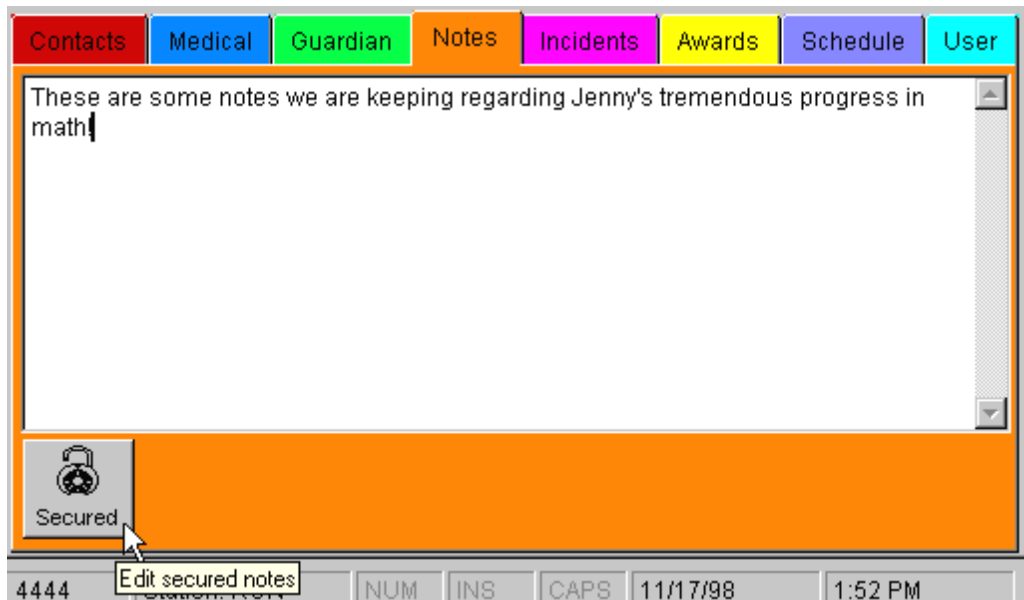 Contacts Medical Guardian Notes Incidents Awards Schedule User
These are some notes we are keeping regarding Jenny's tremendous progress in
math!
Secured
Edit secured notes
4444 NUM INS CAPS 11/17/98 1:52 PM